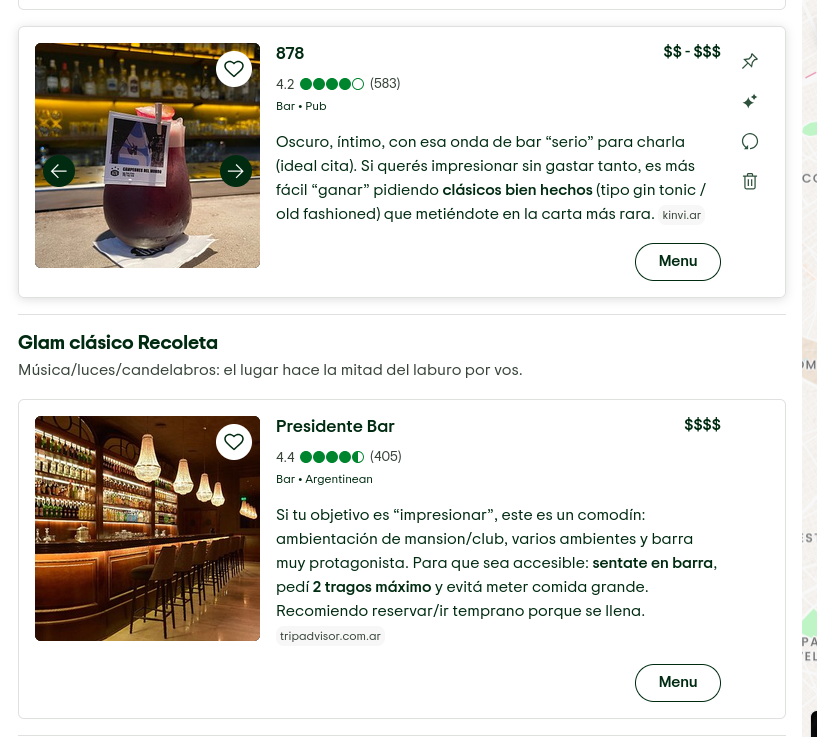 878
$$ - $$$
4.2 (583)
Bar • Pub
Oscuro, íntimo, con esa onda de bar “serio” para charla
(ideal cita). Si querés impresionar sin gastar tanto, es más
fácil “ganar” pidiendo clásicos bien hechos (tipo gin tonic /
old fashioned) que metiéndote en la carta más rara. kinvi.ar
Menu
Glam clásico Recoleta
Música/luces/candelabros: el lugar hace la mitad del laburo por vos.
Presidente Bar
$$$$
4.4 (405)
Bar • Argentinean
Si tu objetivo es “impresionar”, este es un comodín:
ambientación de mansion/club, varios ambientes y barra
muy protagonista. Para que sea accesible: sentate en barra,
pedí 2 tragos máximo y evitá meter comida grande.
Recomiendo reservar/ir temprano porque se llena.
tripadvisor.com.ar
Menu